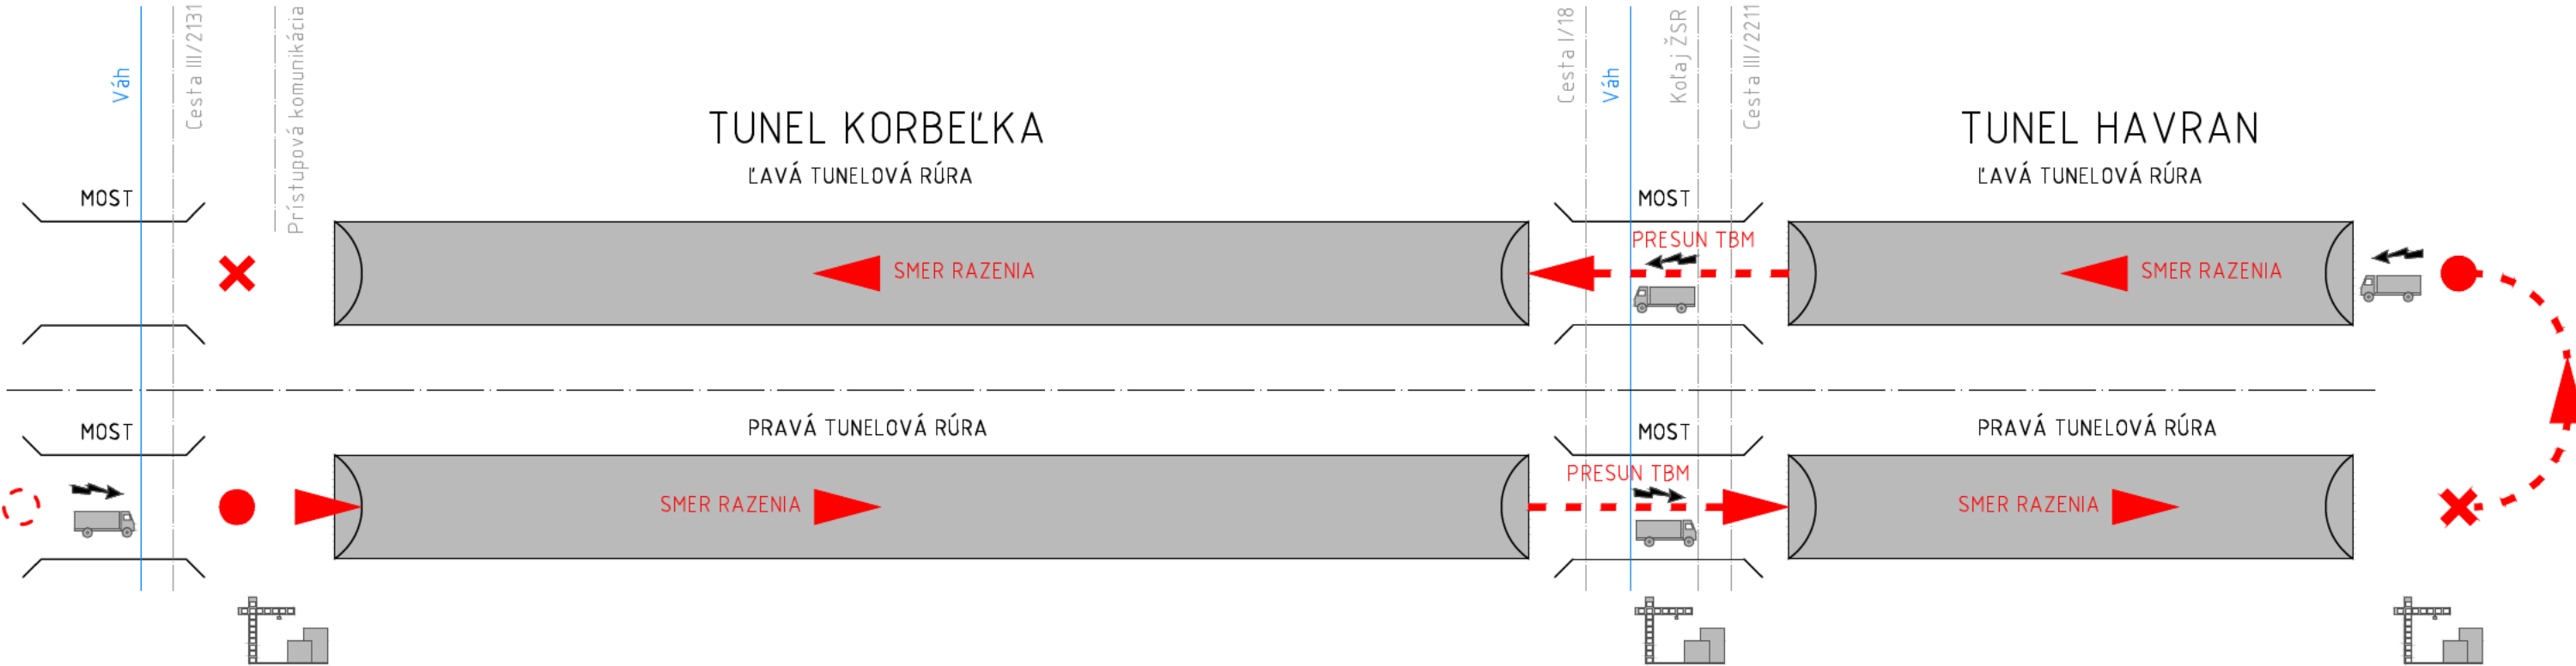 Váh
Cesta III/2131
Prístupová komunikácia
Cesta I/18
Váh
Koľaj ŽSR
Cesta III/2211
TUNEL KORBEĽKA
ĽAVÁ TUNELOVÁ RÚRA
TUNEL HAVRAN
ĽAVÁ TUNELOVÁ RÚRA
MOST
MOST
PRESUN TBM
SMER RAZENIA
SMER RAZENIA
MOST
PRAVÁ TUNELOVÁ RÚRA
MOST
PRAVÁ TUNELOVÁ RÚRA
PRESUN TBM
SMER RAZENIA
SMER RAZENIA